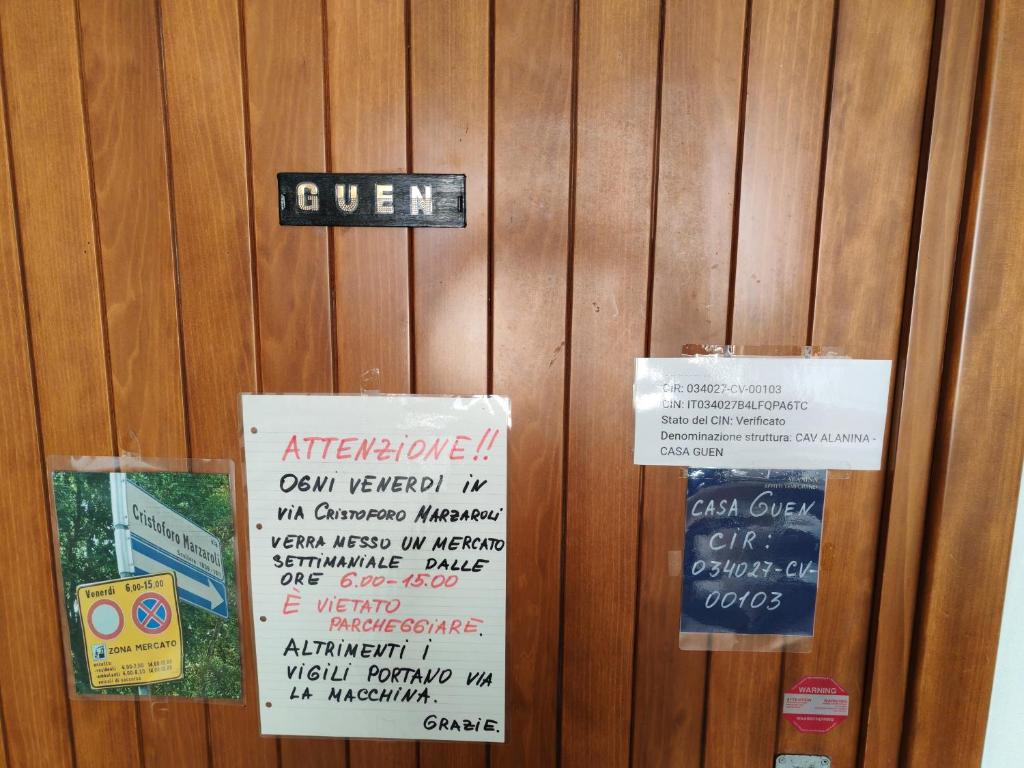 GUEN
CIR: 034027-CV-00103
CIN: IT034027B4LFQPA6TC
Stato del CIN: Verificato
Denominazione struttura: CAV ALANINA -
CASA GUEN
CASA GUEN
CIR:
034027-CV-
00103
ATTENZIONE!!
OGNI VENERDI IN
VIA CRISTOFORO MARZAROLI
VERRA MESSO UN MERCATO
SETTIMANIALE DALLE
ORE 6.00-15.00
È VIETATO
PARCHEGGIARE.
ALTRIMENTI I
VIGILI PORTANO VIA
LA MACCHINA.
GRAZIE.
Via
Cristoforo Marzaroli
Venerdi 6,00-15,00
ZONA MERCATO
WARNING